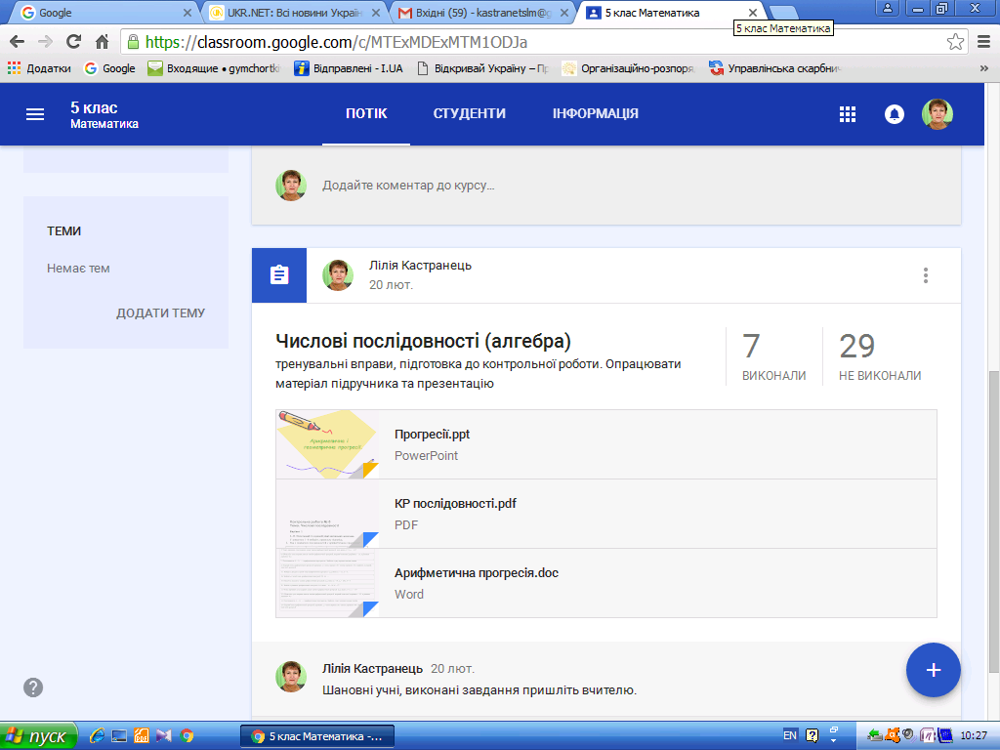 Google
UKR.NET: Всі новини Україн
Вхідні (59) - kastranetslm@g
5 клас Математика
5 клас Математика
https://classroom.google.com/c/MTExMDExMTM1ODJa
Додатки
Google
Входящие • gymchortki
Відправлені - I.UA
Відкривай Україну – Пр
Організаційно-розпоря
Управлінська скарбни
»
5 клас
Математика
ПОТІК
СТУДЕНТИ
ІНФОРМАЦІЯ
Додайте коментар до курсу...
ТЕМИ
Немає тем
ДОДАТИ ТЕМУ
Лілія Кастранець
20 лют.
Числові послідовності (алгебра)
тренувальні вправи, підготовка до контрольної роботи. Опрацювати
матеріал підручника та презентацію
7
ВИКОНАЛИ
29
НЕ ВИКОНАЛИ
Арифметична і
геометрична прогресії
Прогресії.ppt
PowerPoint
КР послідовності.pdf
PDF
Арифметична прогресія.doc
Word
Лілія Кастранець 20 лют.
Шановні учні, виконані завдання пришліть вчителю.
+
?
пуск
5 клас Математика -...
EN
?
10:27